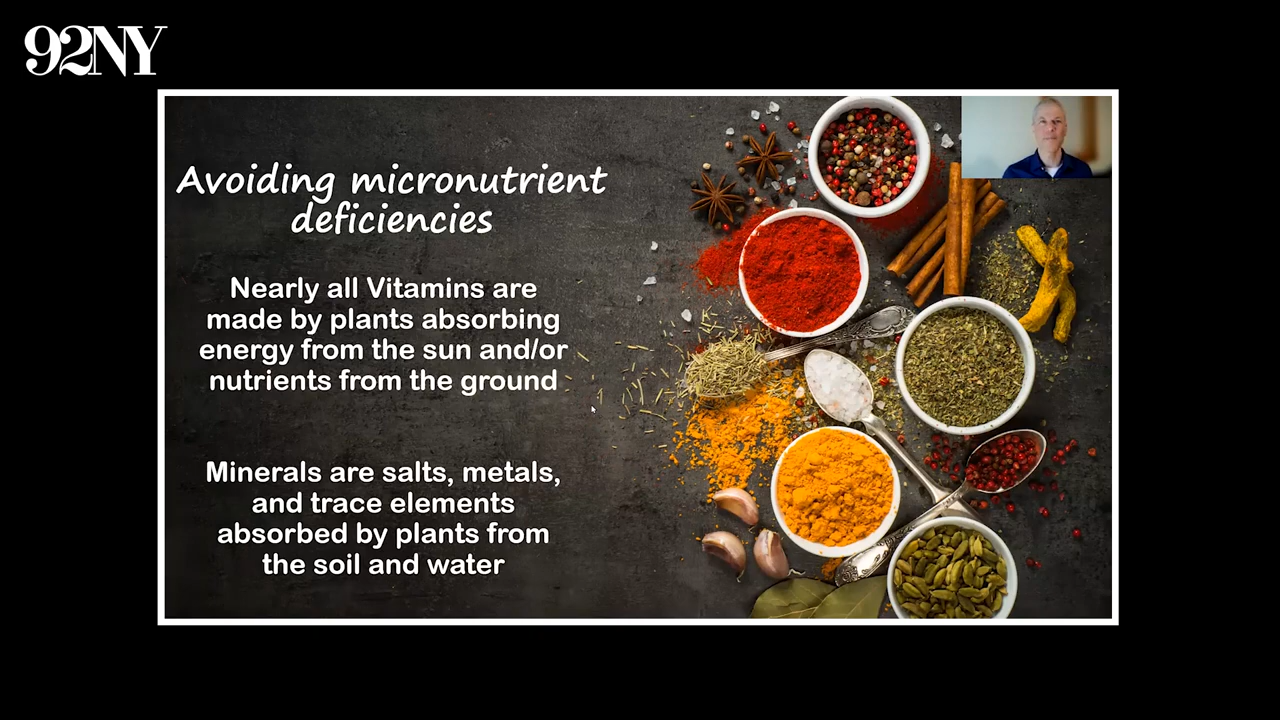 92NY
Avoiding micronutrient
deficiencies
Nearly all Vitamins are
made by plants absorbing
energy from the sun and/or
nutrients from the ground
Minerals are salts, metals,
and trace elements
absorbed by plants from
the soil and water